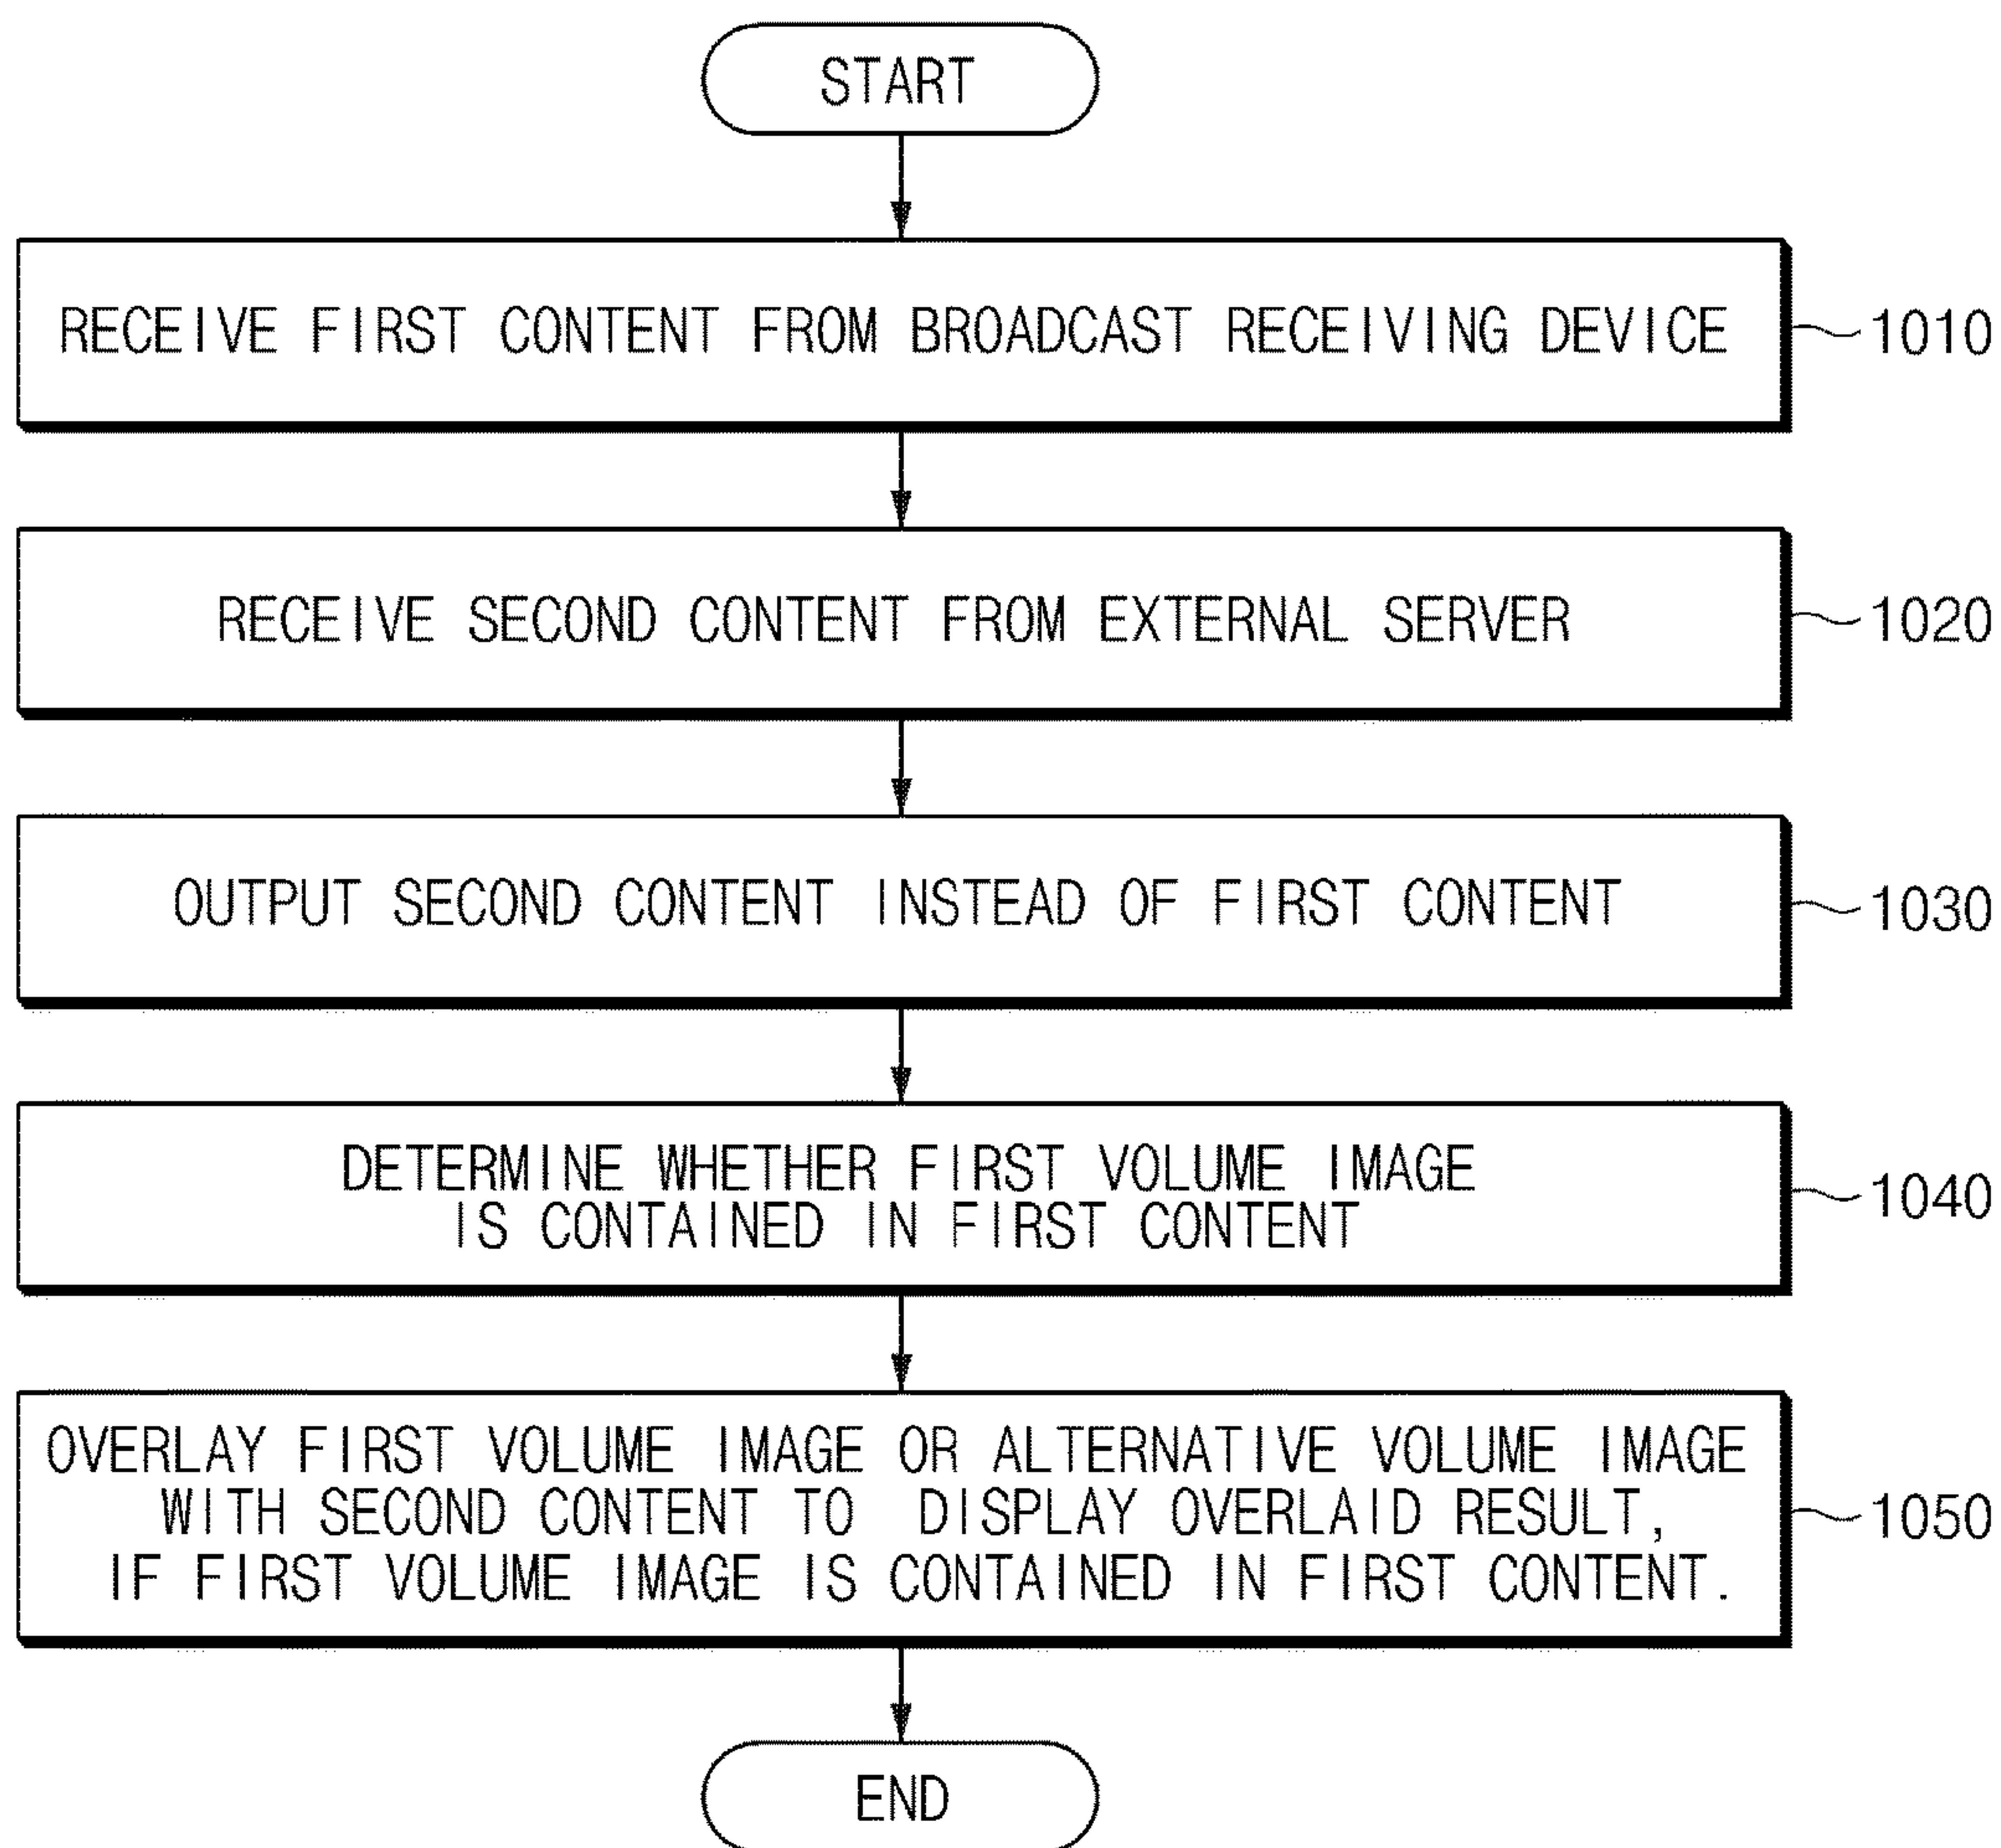 START
RECEIVE FIRST CONTENT FROM BROADCAST RECEIVING DEVICE
1010
RECEIVE SECOND CONTENT FROM EXTERNAL SERVER
1020
OUTPUT SECOND CONTENT INSTEAD OF FIRST CONTENT
1030
DETERMINE WHETHER FIRST VOLUME IMAGE
IS CONTAINED IN FIRST CONTENT
1040
OVERLAY FIRST VOLUME IMAGE OR ALTERNATIVE VOLUME IMAGE
WITH SECOND CONTENT TO DISPLAY OVERLAID RESULT,
IF FIRST VOLUME IMAGE IS CONTAINED IN FIRST CONTENT.
1050
END